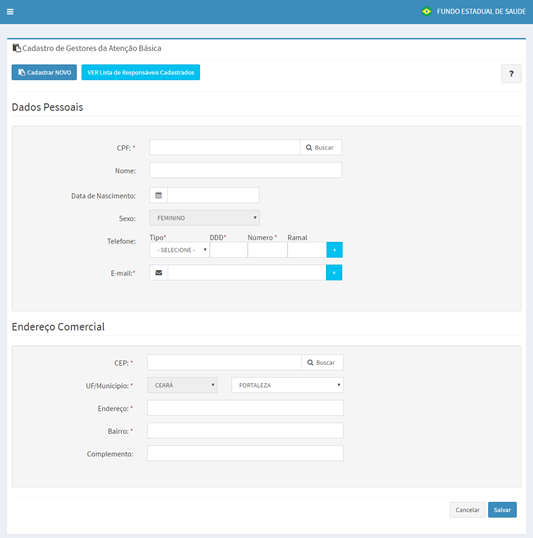 FUNDO ESTADUAL DE SAUDE
Cadastro de Gestores da Atenção Básica
Cadastrar NOVO VER Lista de Responsáveis Cadastrados ?
Dados Pessoais
CPF: * Buscar
Nome:
Data de Nascimento:
Sexo: FEMININO
Tipo* DDD* Número * Ramal
Telefone: - SELECIONE - +
E-mail:* +
Endereço Comercial
CEP: * Buscar
UF/Município: * CEARÁ FORTALEZA
Endereço: *
Bairro: *
Complemento:
Cancelar Salvar